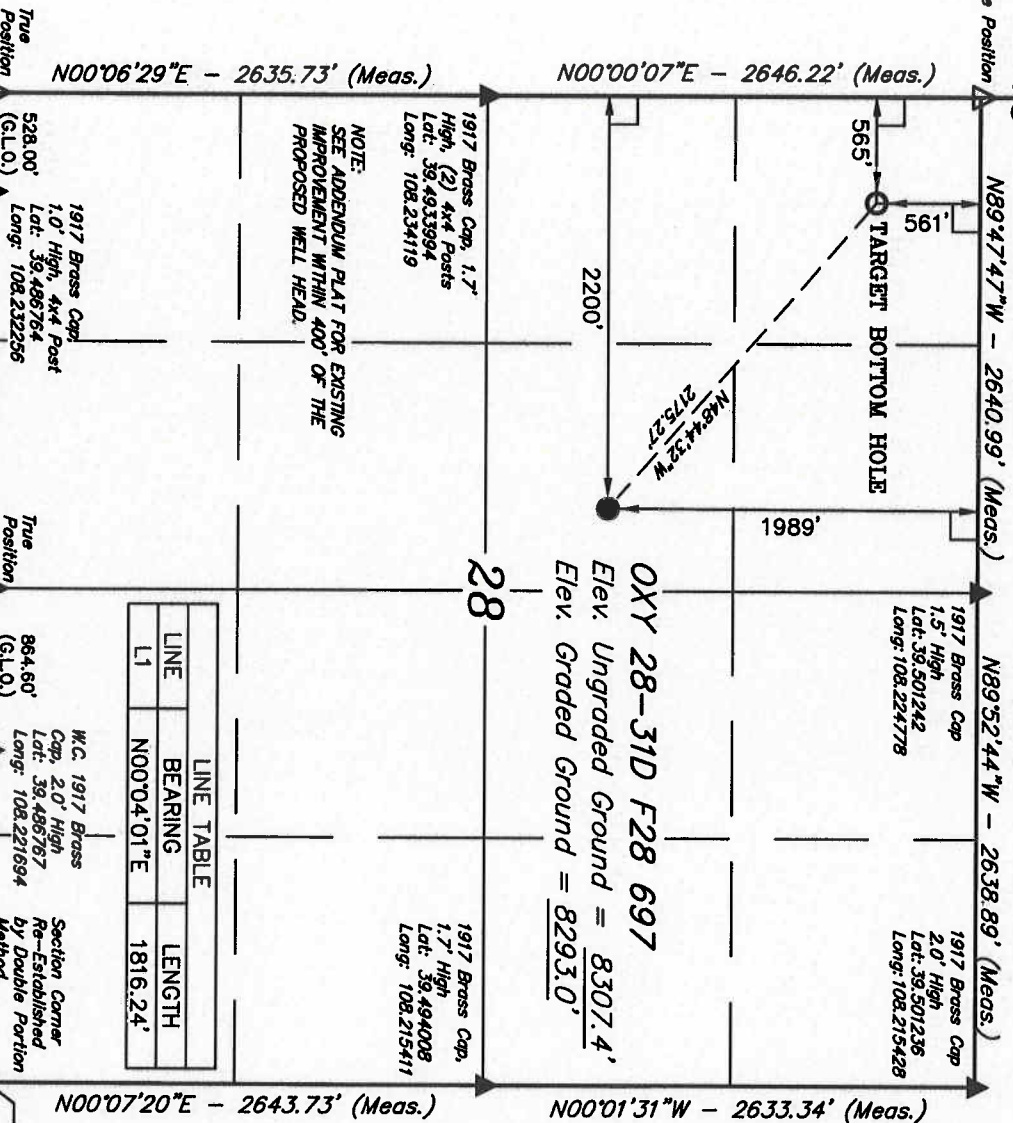 e Position
N89°47'47"W - 2640.99' (Meas.)
N89°52'44"W - 2638.89' (Meas.)
1917 Brass Cap
1.5' High
Lat: 39.501242
Long: 108.224778
1917 Brass Cap
2.0' High
Lat: 39.501236
Long: 108.215428
N00°00'07"E - 2646.22' (Meas.)
565'
561'
TARGET BOTTOM HOLE
N48°44'32"W
2175.27'
2200'
1989'
OXY 28-31D F28 697
Elev. Ungraded Ground = 8307.4'
Elev. Graded Ground = 8293.0'
N00°01'31"W - 2633.34' (Meas.)
28
1917 Brass Cap, 1.7'
High, (2) 4x4 Posts
Lat: 39.493994
Long: 108.234119
1917 Brass Cap,
1.7' High
Lat: 39.494008
Long: 108.215411
NOTE:
SEE ADDENDUM PLAT FOR EXISTING
IMPROVEMENT WITHIN 400' OF THE
PROPOSED WELL HEAD.
N00°06'29"E - 2635.73' (Meas.)
N00°07'20"E - 2643.73' (Meas.)
LINE TABLE
LINE BEARING LENGTH
L1 N00°04'01"E 1816.24'
1917 Brass Cap,
1.0' High, 4x4 Post
Lat: 39.486764
Long: 108.232256
W.C. 1917 Brass
Cap, 2.0' High
Lat: 39.486767
Long: 108.221694
Section Corner
Re-Established
by Double Portion
Method
True
Position
528.00'
(G.L.O.)
True
Position
864.60'
(G.L.O.)